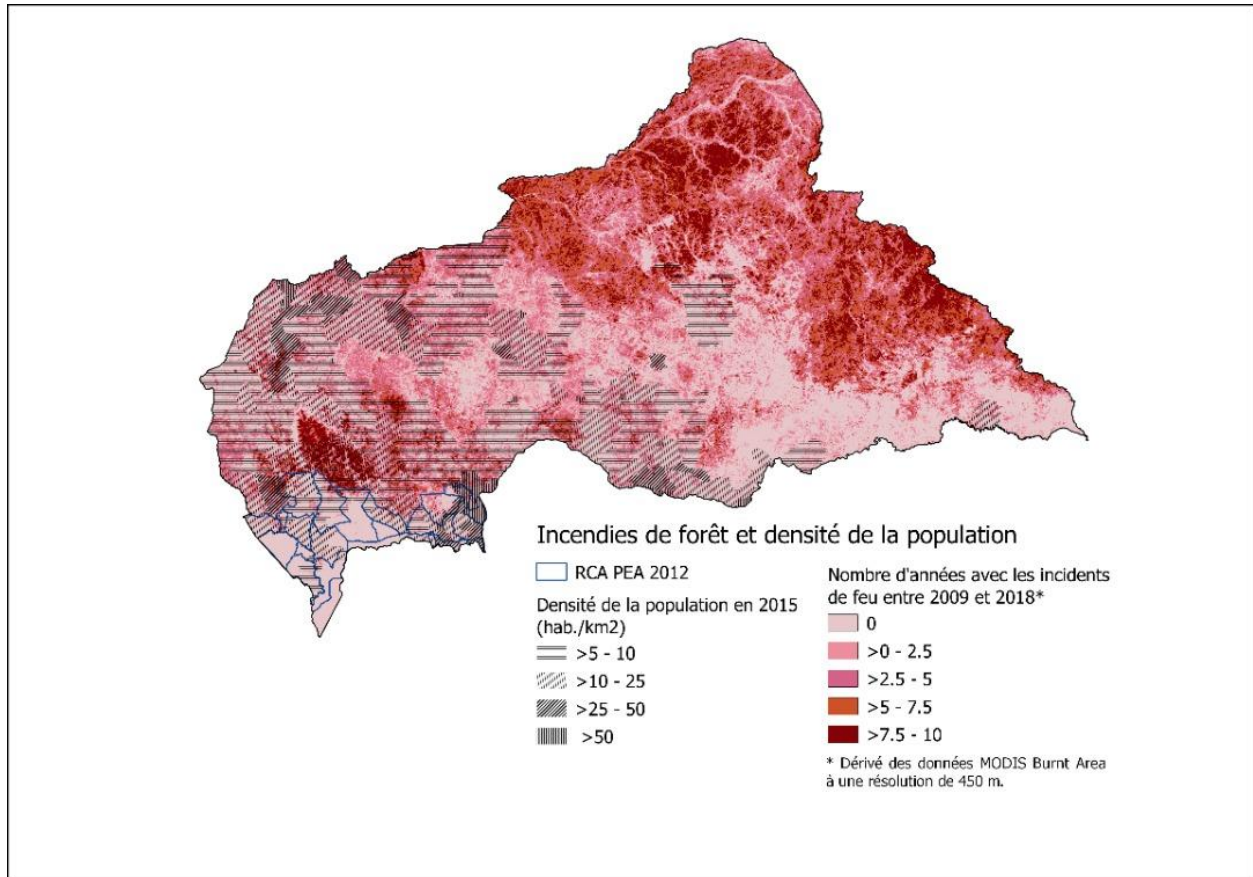 Incendies de forêt et densité de la population
RCA PEA 2012
Densité de la population en 2015
(hab./km2)
>5 - 10
>10 - 25
>25 - 50
>50
Nombre d'années avec les incidents
de feu entre 2009 et 2018*
0
>0 - 2.5
>2.5 - 5
>5 - 7.5
>7.5 - 10
* Dérivé des données MODIS Burnt Area
à une résolution de 450 m.